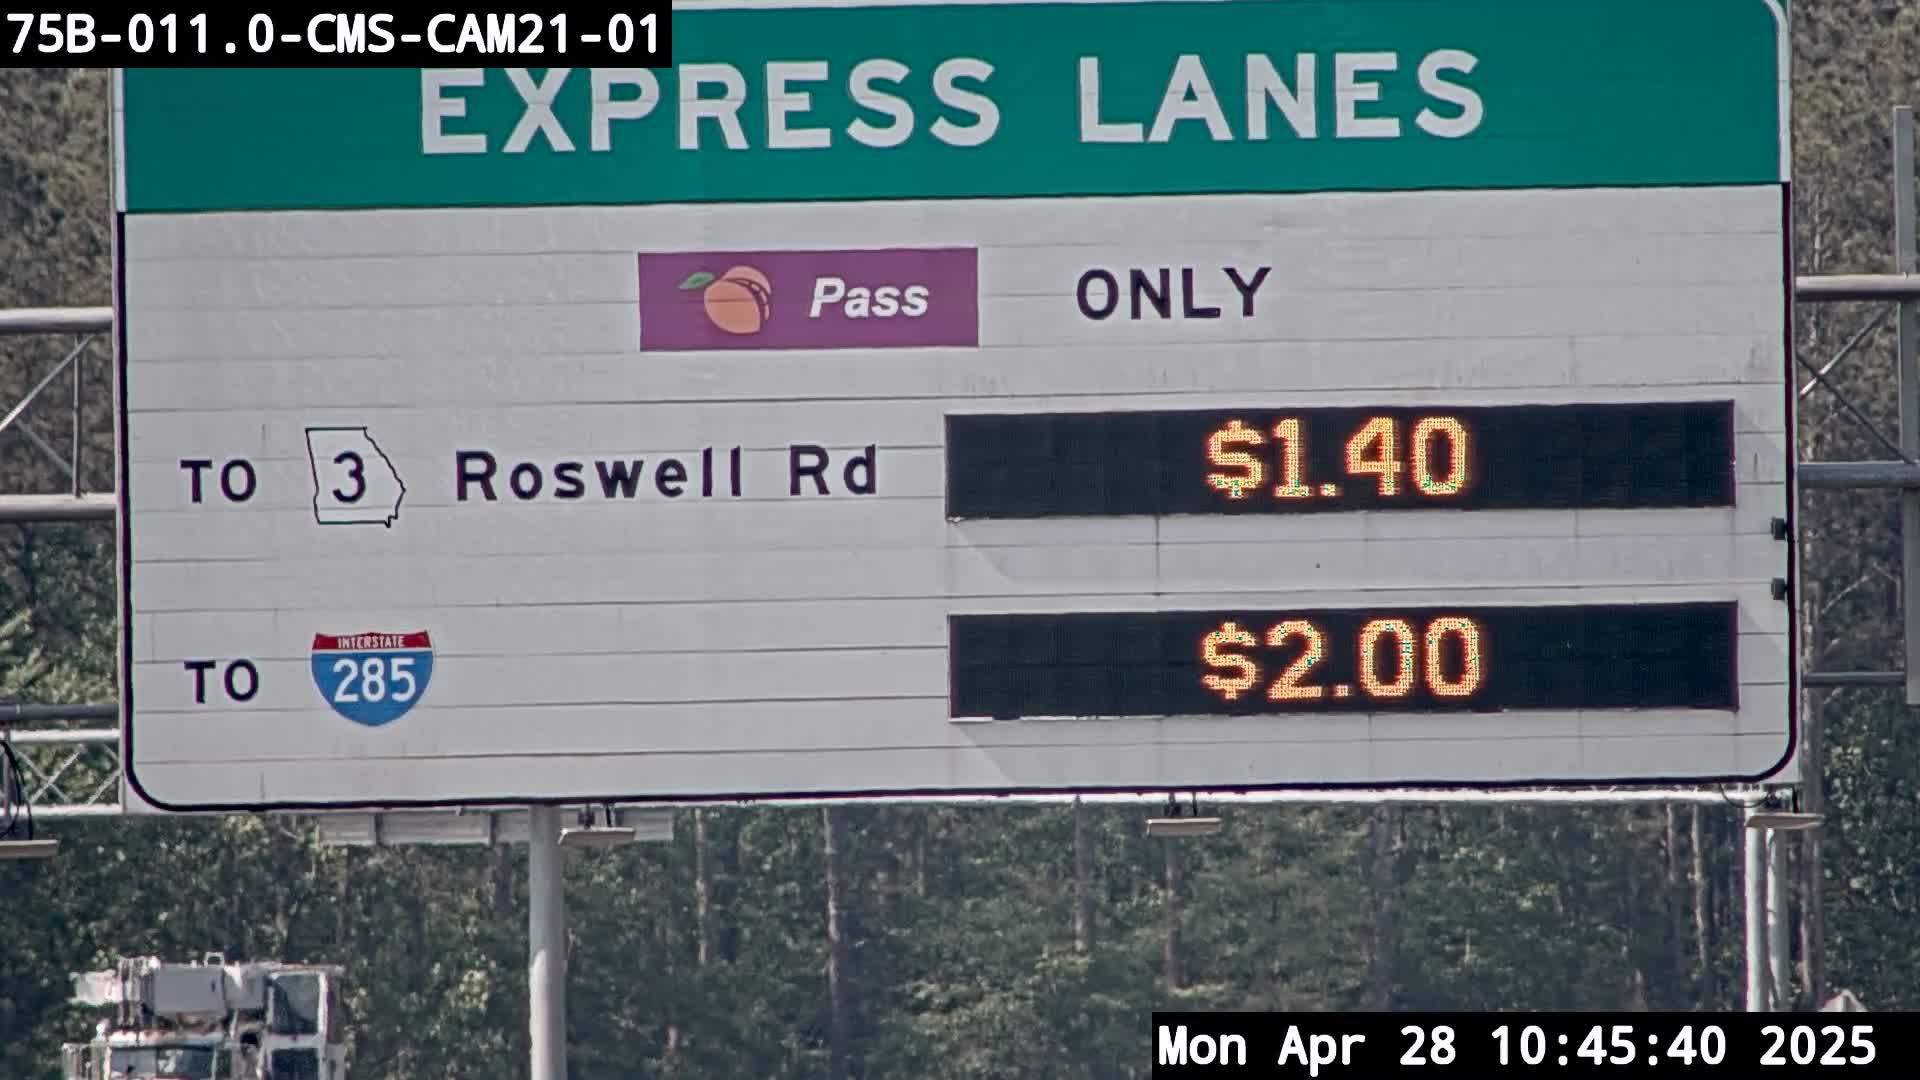 75B-011.0-CMS-CAM21-01
EXPRESS LANES
Pass ONLY
TO 3 Roswell Rd $1.40
TO INTERSTATE 285 $2.00
Mon Apr 28 10:45:40 2025